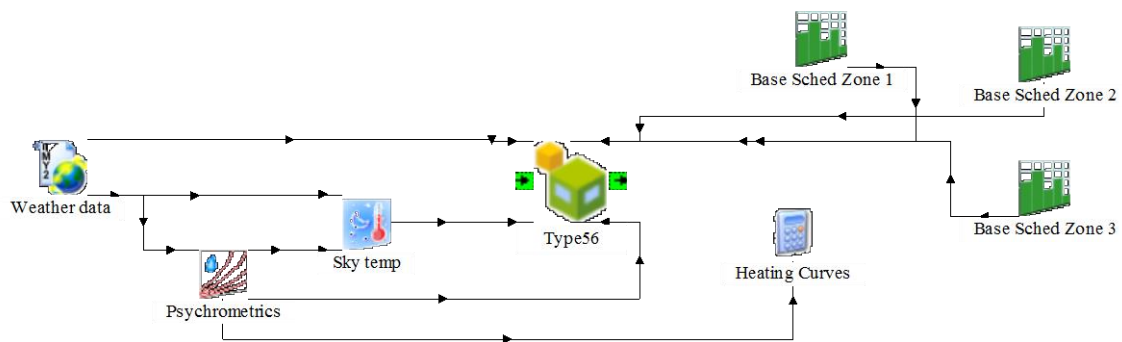 Base Sched Zone 1
Base Sched Zone 2
TMY2
Weather data
Sky temp
Type56
Heating Curves
Base Sched Zone 3
Psychrometrics